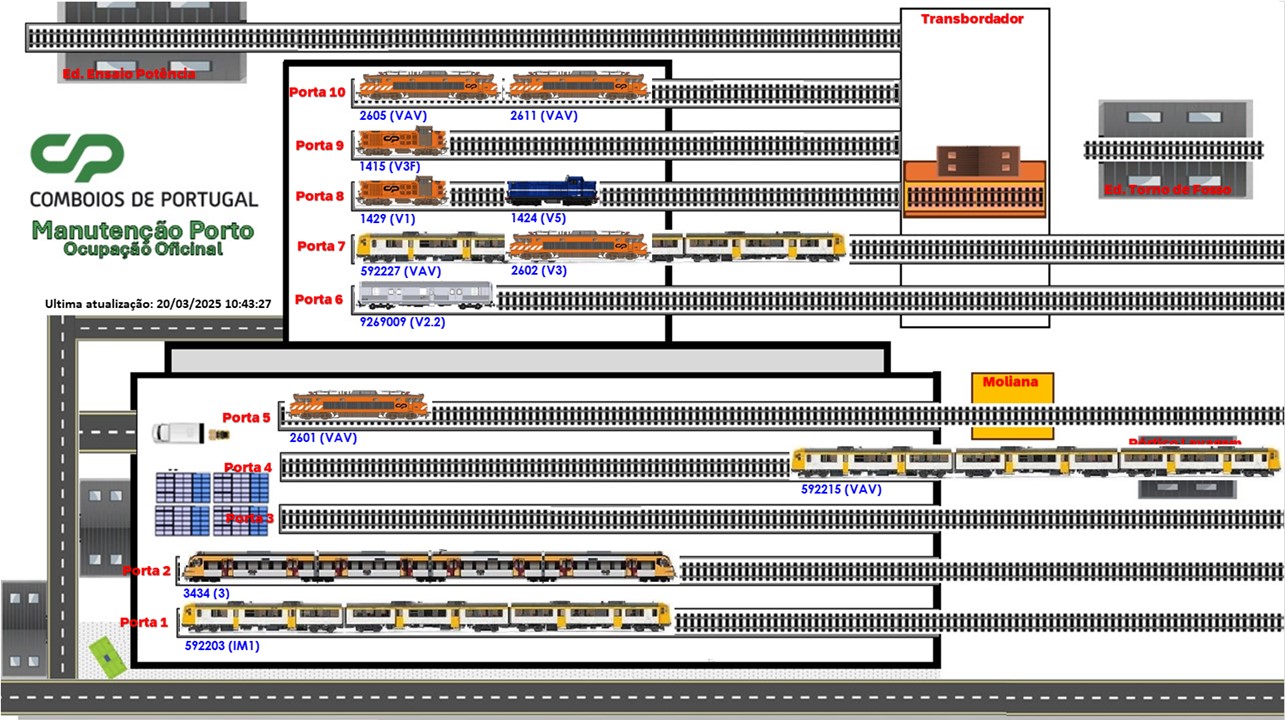 Transbordador
Ed. Ensaio Potência
Porta 10
2605 (VAV)
2611 (VAV)
Porta 9
1415 (V3F)
CP
COMBOIOS DE PORTUGAL
Manutenção Porto
Ocupação Oficinal
Porta 8
1429 (V1)
1424 (V5)
Ed. Torno de Fosso
Porta 7
592227 (VAV)
2602 (V3)
Porta 6
9269009 (V2.2)
Ultima atualização: 20/03/2025 10:43:27
Moliana
Porta 5
2601 (VAV)
Porta 4
592215 (VAV)
Porta 3
Porta 2
3434 (3)
Porta 1
592203 (IM1)